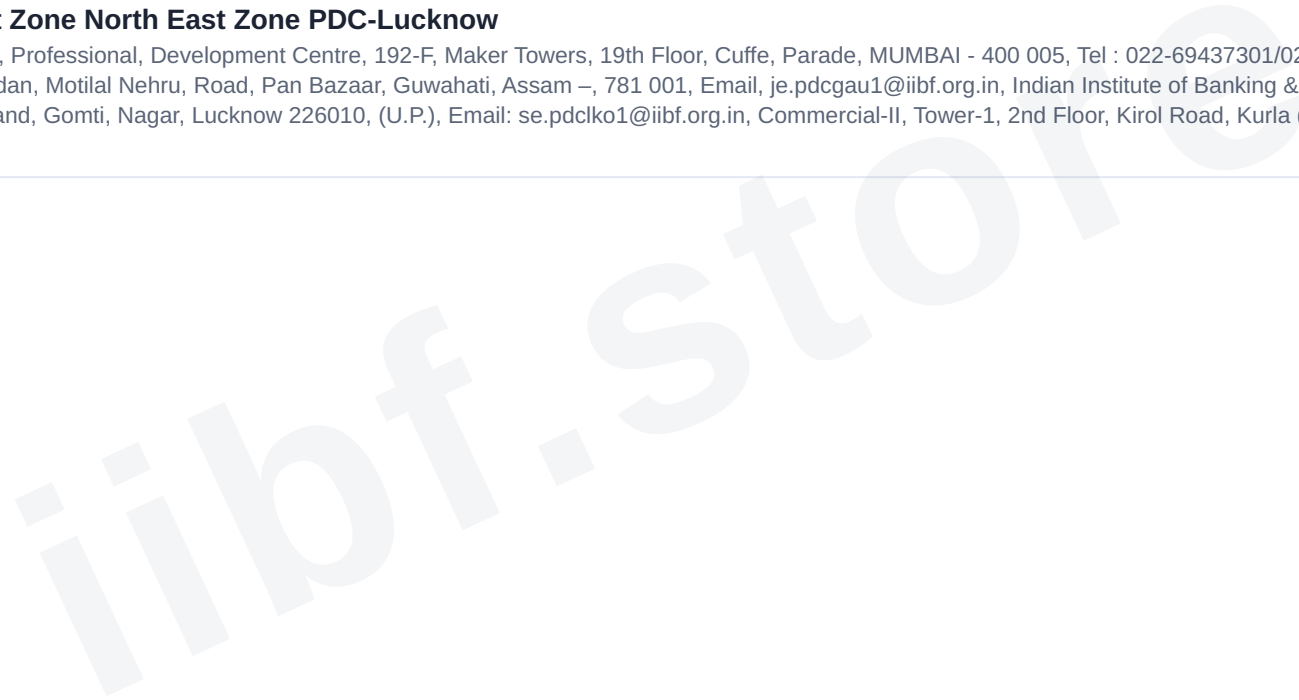 t Zone North East Zone PDC-Lucknow
, Professional, Development Centre, 192-F, Maker Towers, 19th Floor, Cuffe, Parade, MUMBAI - 400 005, Tel : 022-69437301/02
dan, Motilal Nehru, Road, Pan Bazaar, Guwahati, Assam –, 781 001, Email, je.pdcgau1@iibf.org.in, Indian Institute of Banking &
and, Gomti, Nagar, Lucknow 226010, (U.P.), Email: se.pdclko1@iibf.org.in, Commercial-II, Tower-1, 2nd Floor, Kirol Road, Kurla (
iibf.store